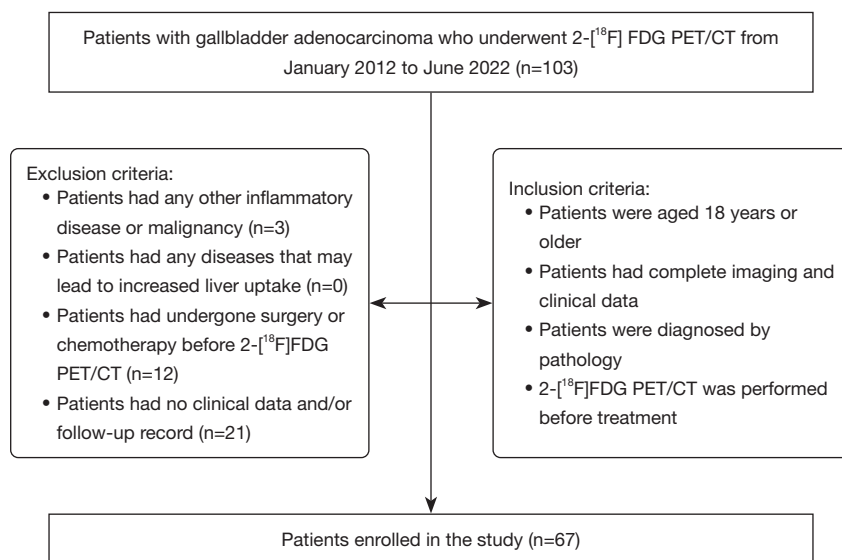 Patients with gallbladder adenocarcinoma who underwent 2-[¹⁸F] FDG PET/CT from
January 2012 to June 2022 (n=103)
Exclusion criteria:
• Patients had any other inflammatory
disease or malignancy (n=3)
• Patients had any diseases that may
lead to increased liver uptake (n=0)
• Patients had undergone surgery or
chemotherapy before 2-[¹⁸F]FDG
PET/CT (n=12)
• Patients had no clinical data and/or
follow-up record (n=21)
Inclusion criteria:
• Patients were aged 18 years or
older
• Patients had complete imaging and
clinical data
• Patients were diagnosed by
pathology
• 2-[¹⁸F]FDG PET/CT was performed
before treatment
Patients enrolled in the study (n=67)